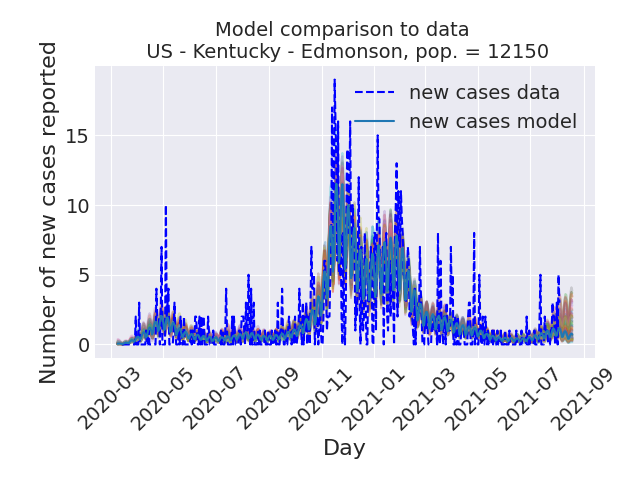 Model comparison to data
US - Kentucky - Edmonson, pop. = 12150
new cases data
new cases model
Number of new cases reported
15
10
5
0
2020-03
2020-05
2020-07
2020-09
2020-11
2021-01
2021-03
2021-05
2021-07
2021-09
Day